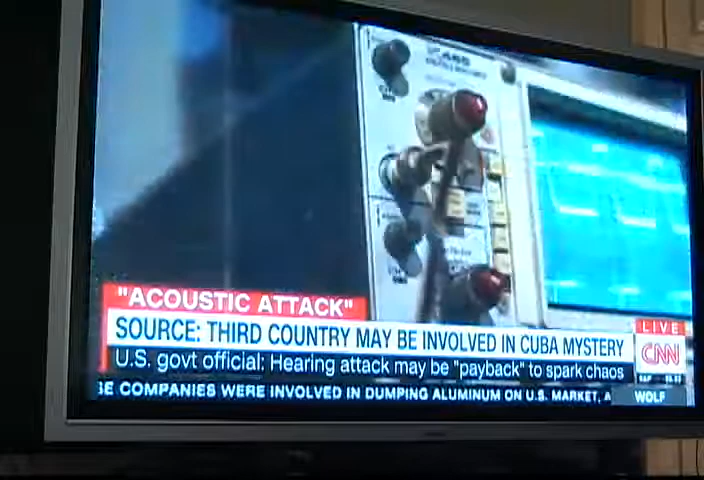 "ACOUSTIC ATTACK"
SOURCE: THIRD COUNTRY MAY BE INVOLVED IN CUBA MYSTERY
LIVE
CNN
U.S. govt official: Hearing attack may be "payback" to spark chaos
SE COMPANIES WERE INVOLVED IN DUMPING ALUMINUM ON U.S. MARKET, A
WOLF